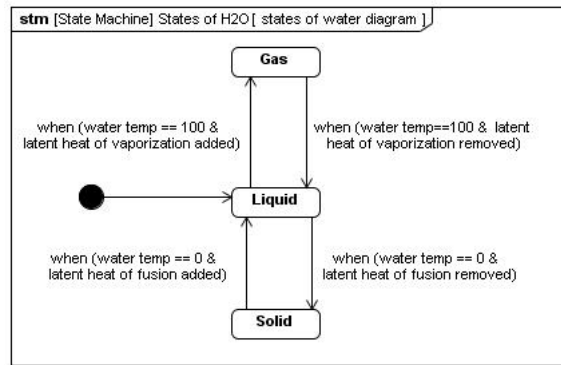 stm [State Machine] States of H2O [ states of water diagram ]
Gas
when (water temp == 100 &
latent heat of vaporization added)
when (water temp==100 & latent
heat of vaporization removed)
Liquid
when (water temp == 0 &
latent heat of fusion added)
when (water temp == 0 &
latent heat of fusion removed)
Solid